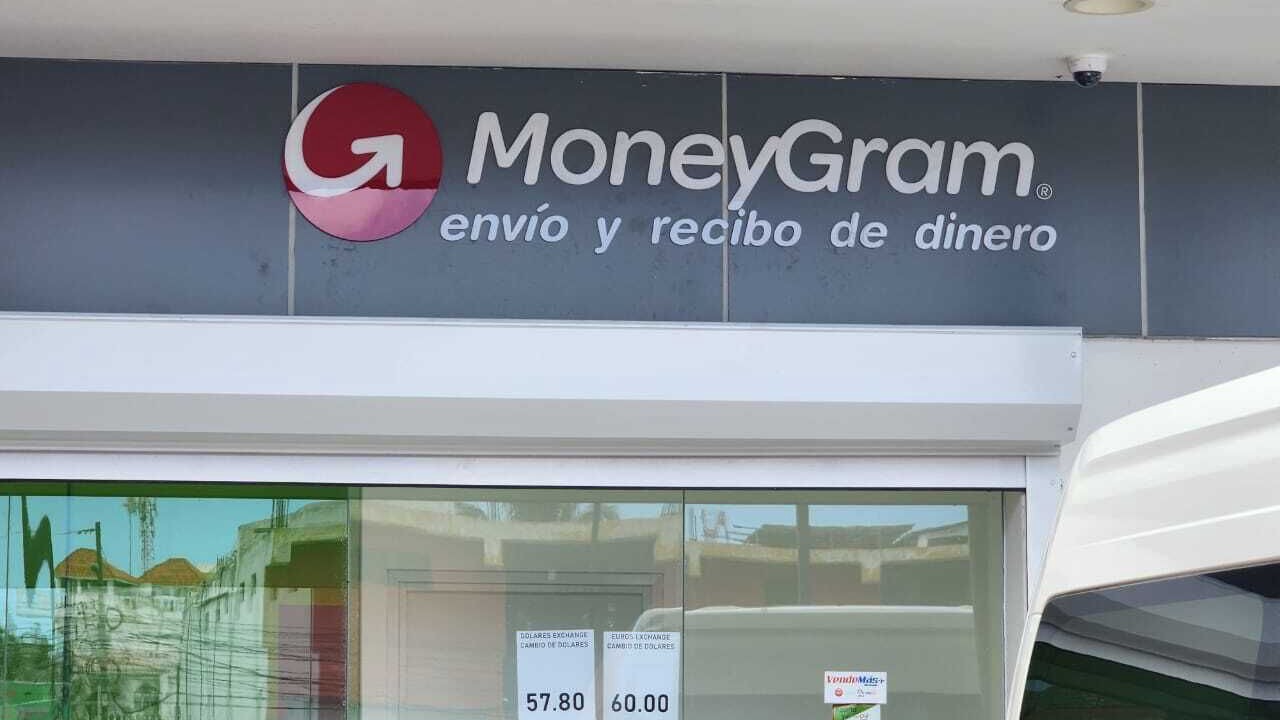 MoneyGram®
envío y recibo de dinero
DOLARES EXCHANGE
CAMBIO DE DOLARES
57.80
EUROS EXCHANGE
CAMBIO DE DOLARES
60.00
VendeMás+